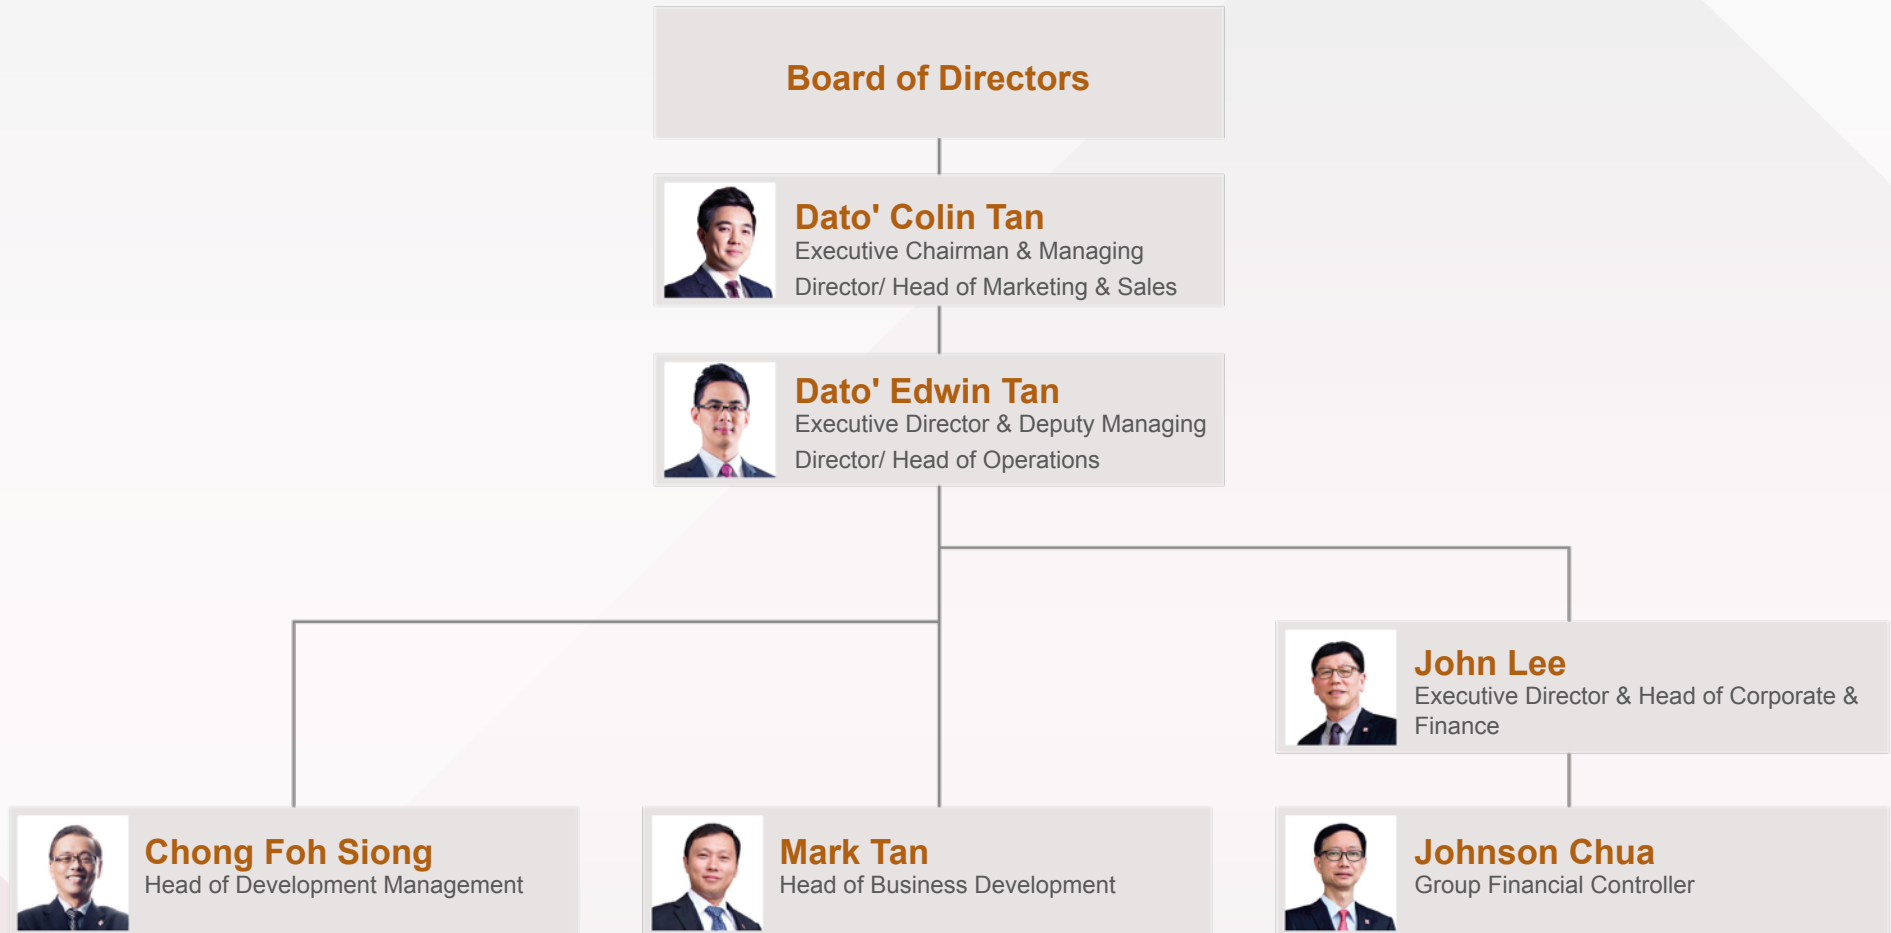 Board of Directors
Dato' Colin Tan
Executive Chairman & Managing
Director/ Head of Marketing & Sales
Dato' Edwin Tan
Executive Director & Deputy Managing
Director/ Head of Operations
John Lee
Executive Director & Head of Corporate &
Finance
Chong Foh Siong
Head of Development Management
Mark Tan
Head of Business Development
Johnson Chua
Group Financial Controller